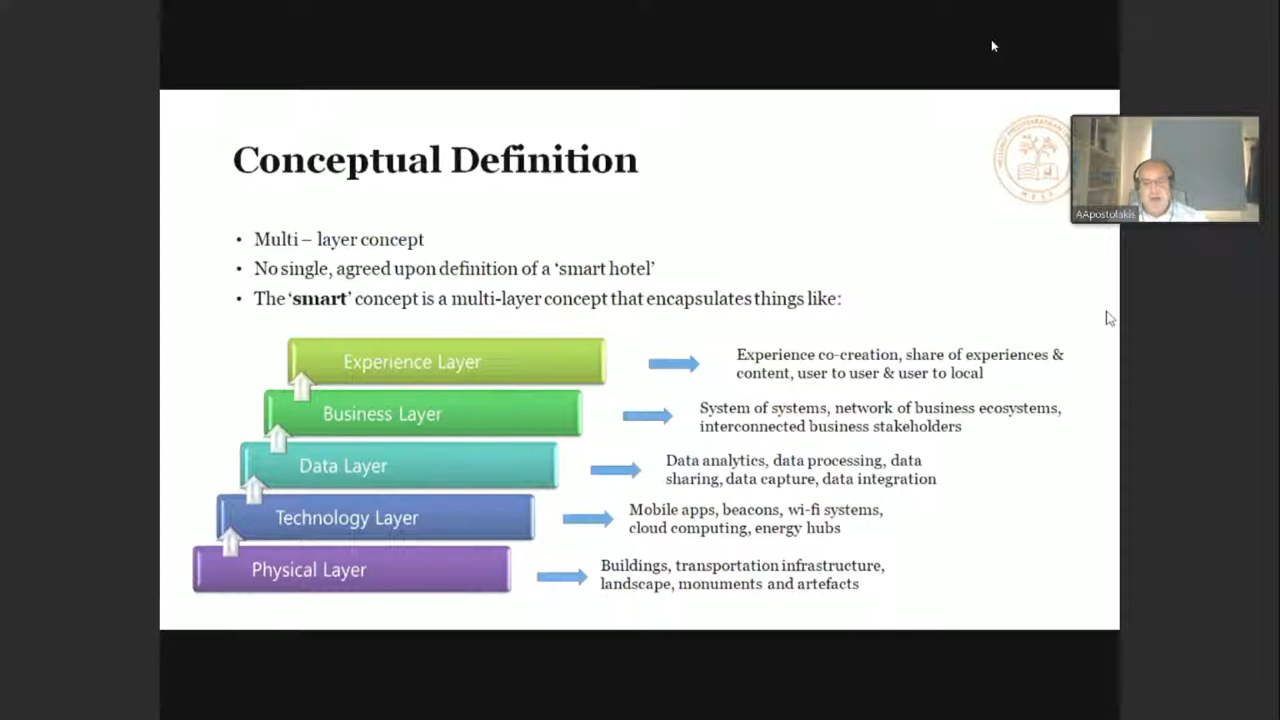 Conceptual Definition
AApostolakis
• Multi – layer concept
• No single, agreed upon definition of a ‘smart hotel’
• The ‘smart’ concept is a multi-layer concept that encapsulates things like:
Experience Layer
Experience co-creation, share of experiences &
content, user to user & user to local
Business Layer
System of systems, network of business ecosystems,
interconnected business stakeholders
Data Layer
Data analytics, data processing, data
sharing, data capture, data integration
Technology Layer
Mobile apps, beacons, wi-fi systems,
cloud computing, energy hubs
Physical Layer
Buildings, transportation infrastructure,
landscape, monuments and artefacts